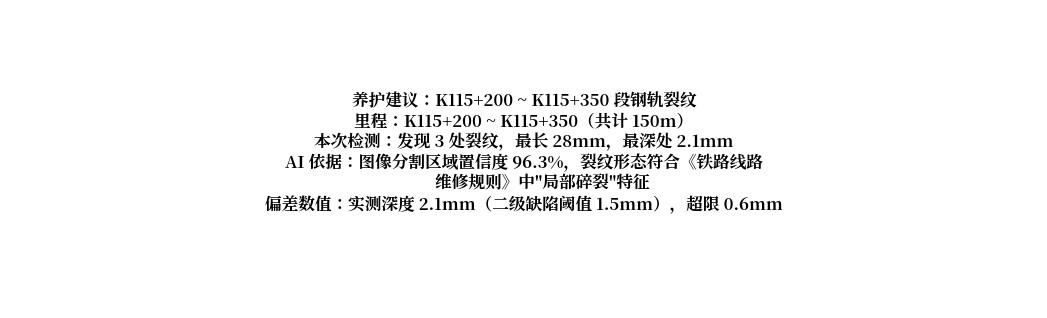 养护建议：K115+200 ~ K115+350 段钢轨裂纹
里程：K115+200 ~ K115+350（共计 150m）
本次检测：发现 3 处裂纹，最长 28mm，最深处 2.1mm
AI 依据：图像分割区域置信度 96.3%，裂纹形态符合《铁路线路
维修规则》中"局部碎裂"特征
偏差数值：实测深度 2.1mm（二级缺陷阈值 1.5mm），超限 0.6mm